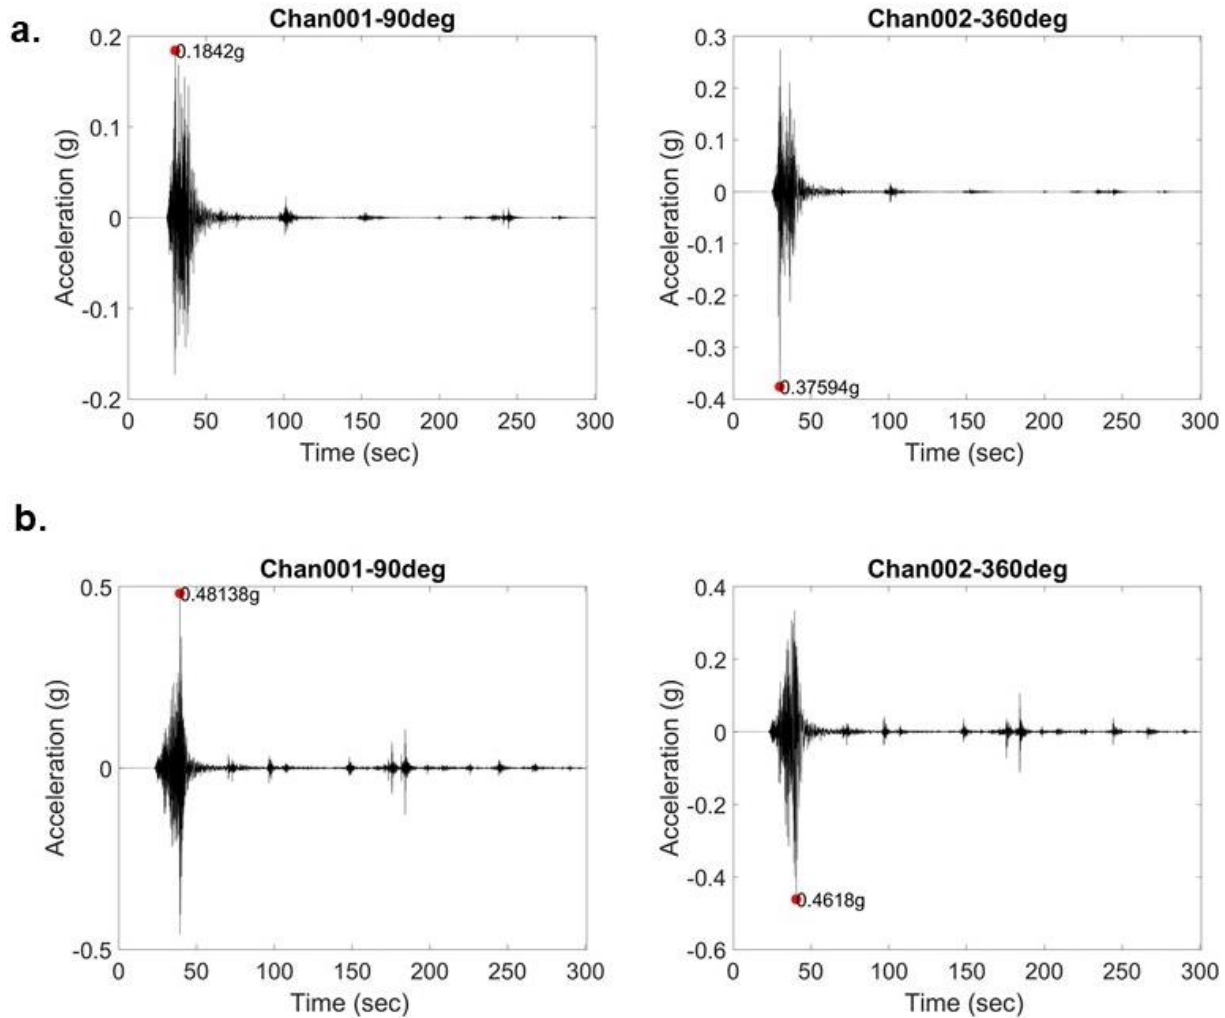 a.
Chan001-90deg
0.2
0.1
0
-0.1
-0.2
0.1842g
Acceleration (g)
0 50 100 150 200 250 300
Time (sec)
Chan002-360deg
0.3
0.2
0.1
0
-0.1
-0.2
-0.3
-0.4
0.37594g
Acceleration (g)
0 50 100 150 200 250 300
Time (sec)
b.
Chan001-90deg
0.5
0
-0.5
0.48138g
Acceleration (g)
0 50 100 150 200 250 300
Time (sec)
Chan002-360deg
0.4
0.2
0
-0.2
-0.4
-0.6
0.4618g
Acceleration (g)
0 50 100 150 200 250 300
Time (sec)